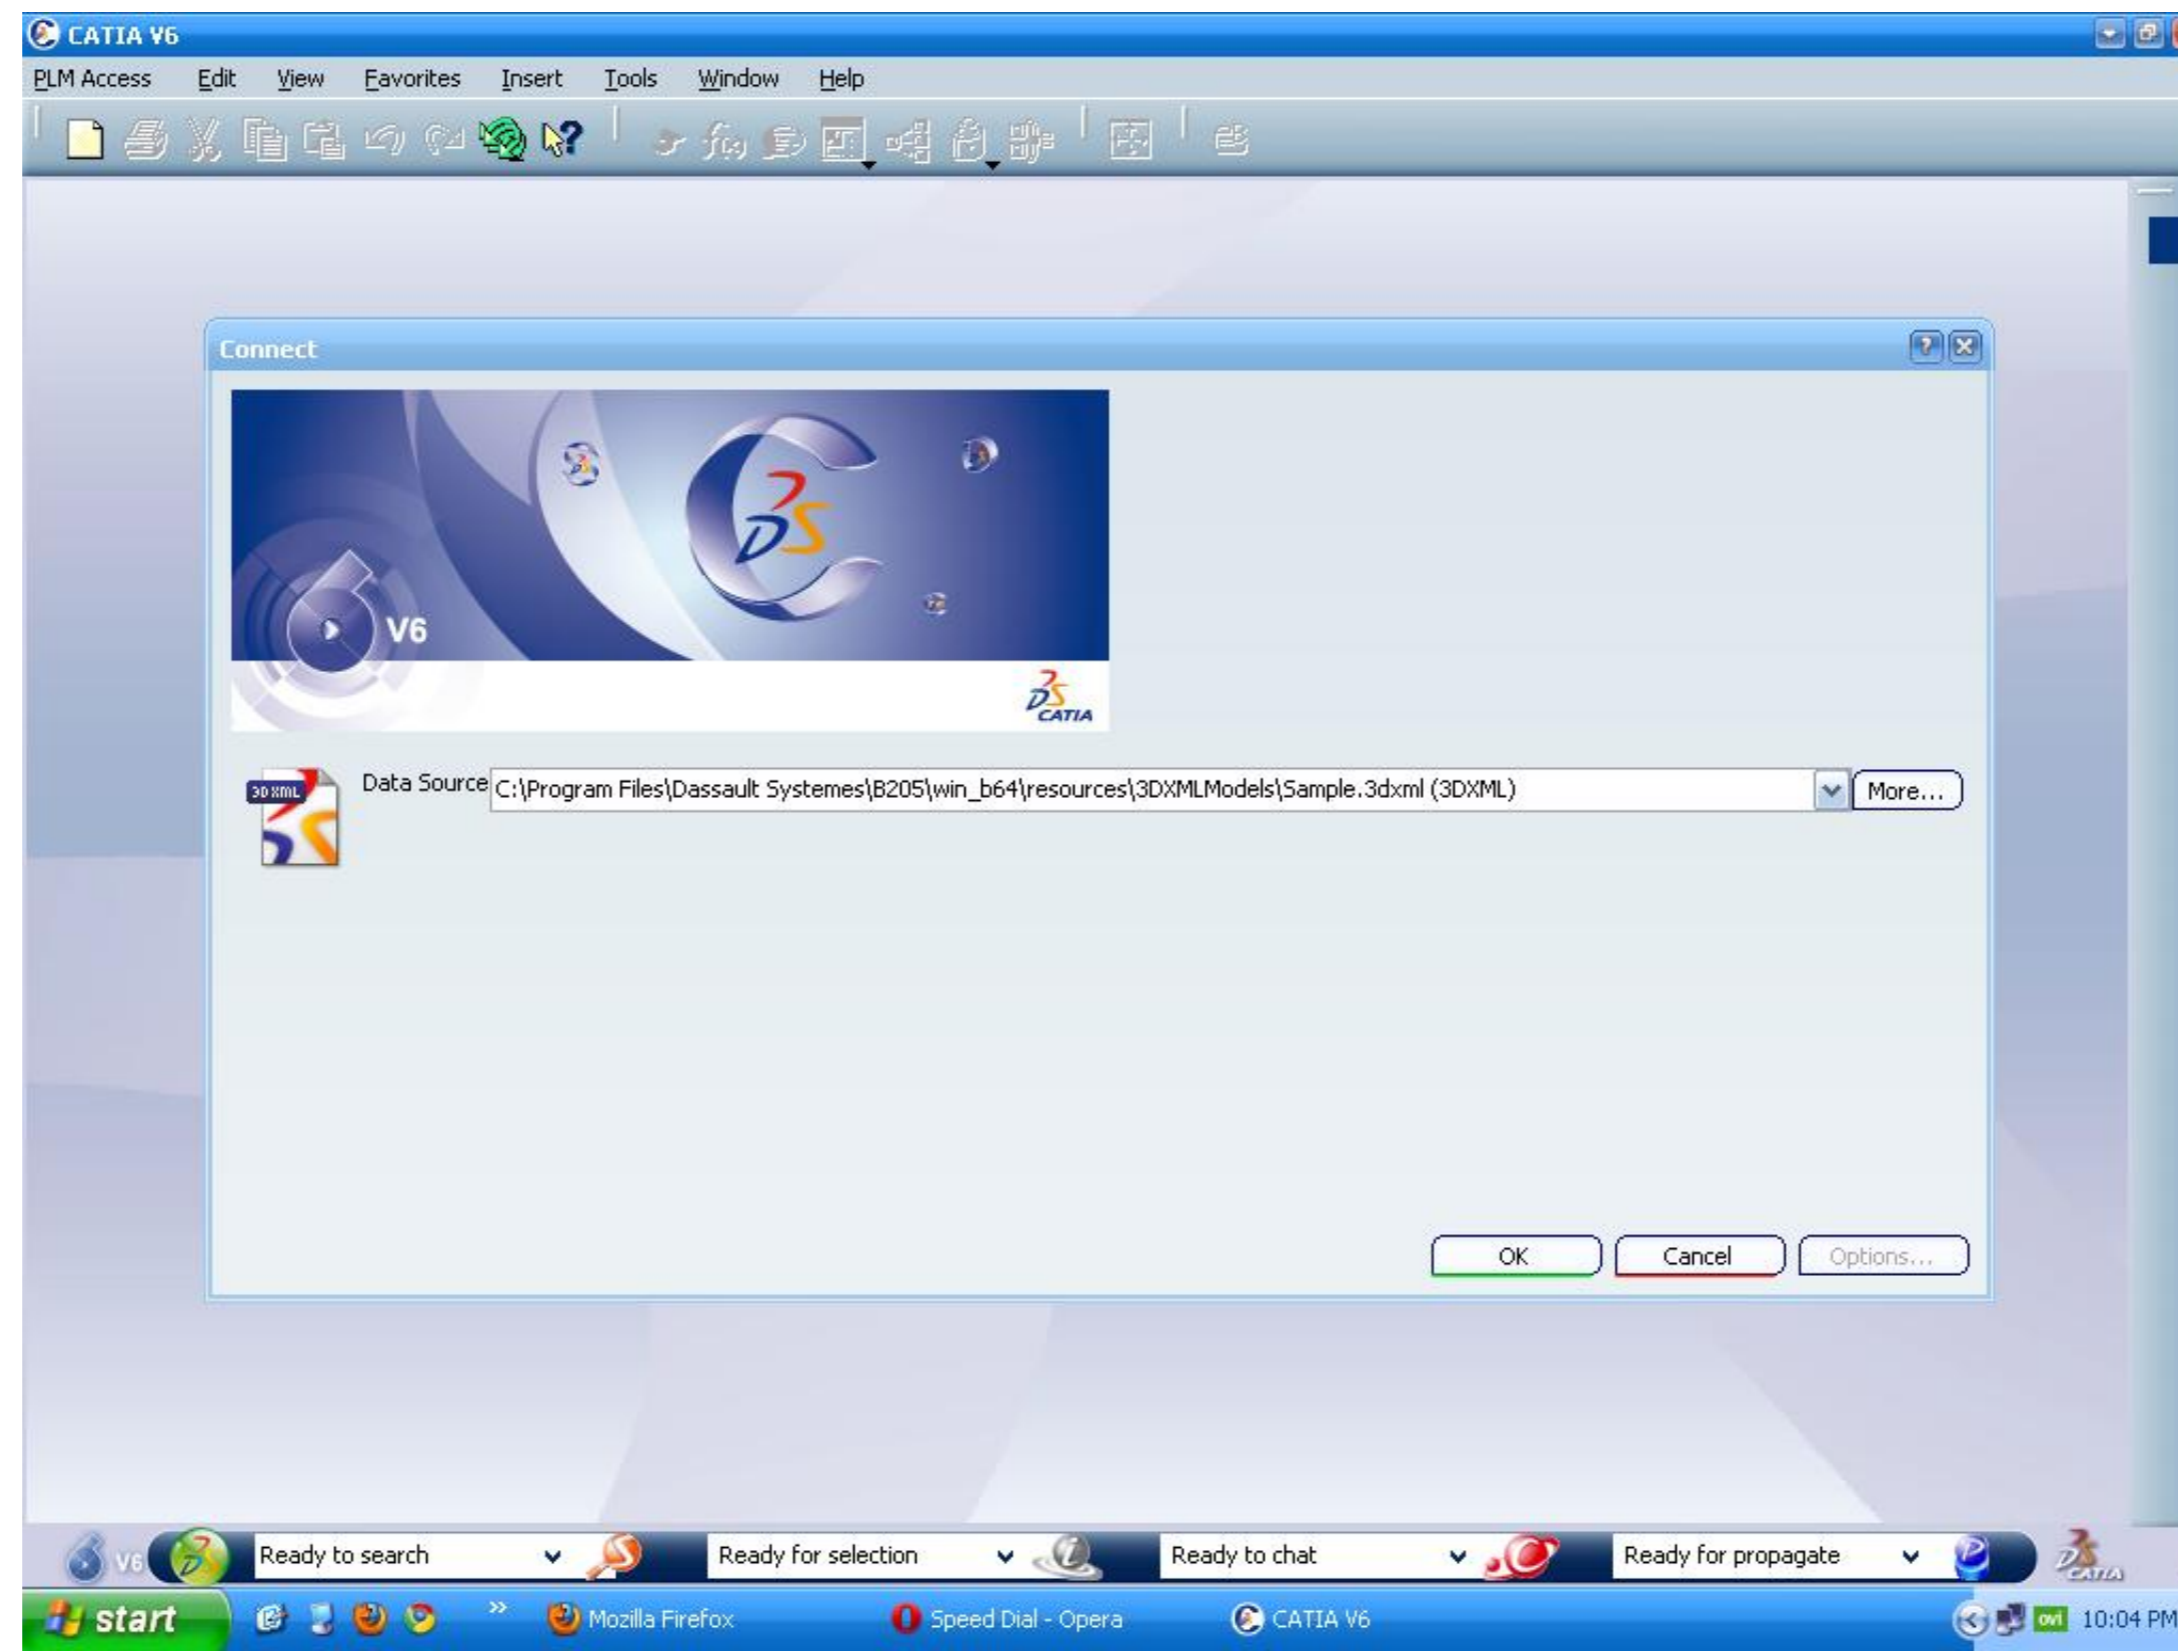 CATIA V6
PLM Access Edit View Favorites Insert Tools Window Help
Connect
V6
CATIA
3D XML
Data Source C:\Program Files\Dassault Systemes\B205\win_b64\resources\3DXMLModels\Sample.3dxml (3DXML) More...
OK Cancel Options...
V6 Ready to search Ready for selection Ready to chat Ready for propagate CATIA
start » Mozilla Firefox Speed Dial - Opera CATIA V6 ovi 10:04 PM